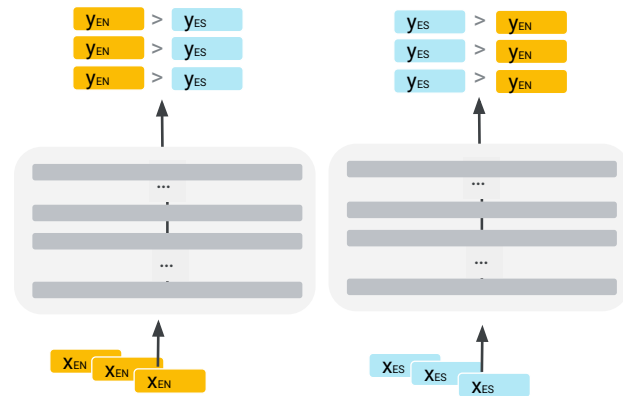 yEN > yES
yEN > yES
yEN > yES
...
...
xEN
xEN
xEN
yES > yEN
yES > yEN
yES > yEN
...
...
xES
xES
xES